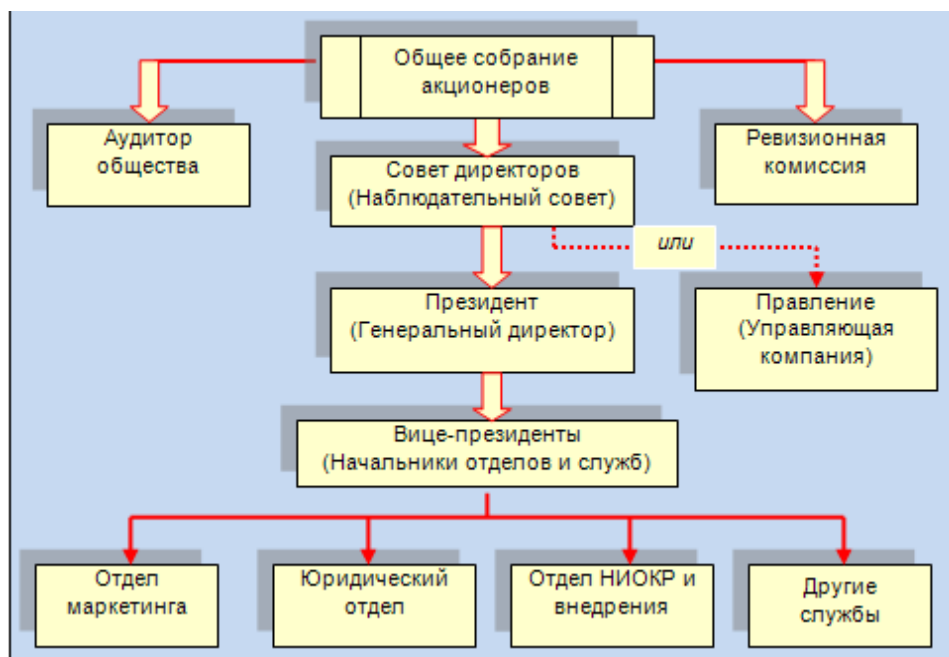 Общее собрание
акционеров
Аудитор
общества
Ревизионная
комиссия
Совет директоров
(Наблюдательный совет)
или
Президент
(Генеральный директор)
Правление
(Управляющая
компания)
Вице-президенты
(Начальники отделов и служб)
Отдел
маркетинга
Юридический
отдел
Отдел НИОКР и
внедрения
Другие
службы